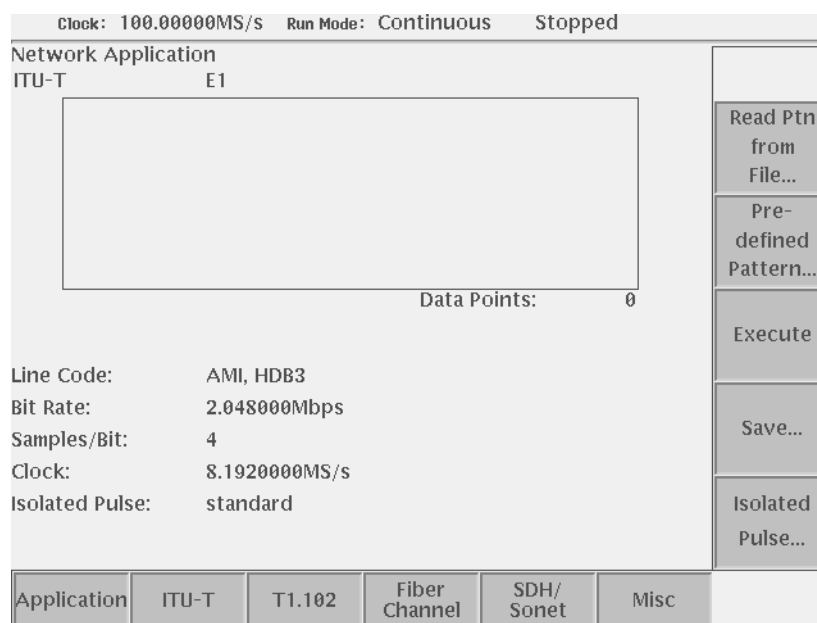 Clock: 100.00000MS/s Run Mode: Continuous Stopped
Network Application
ITU-T E1
Data Points: 0
Line Code: AMI, HDB3
Bit Rate: 2.048000Mbps
Samples/Bit: 4
Clock: 8.1920000MS/s
Isolated Pulse: standard
Read Ptn
from
File...
Pre-
defined
Pattern...
Execute
Save...
Isolated
Pulse...
Application
ITU-T
T1.102
Fiber
Channel
SDH/
Sonet
Misc